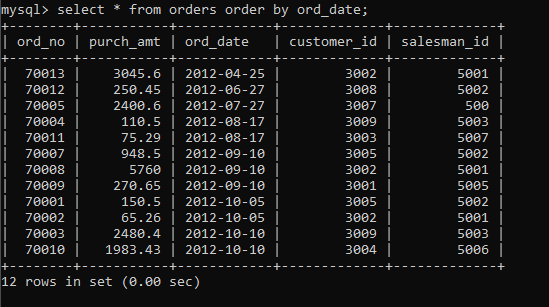 mysql> select * from orders order by ord_date;
+--------+-----------+------------+-------------+-------------+
| ord_no | purch_amt | ord_date   | customer_id | salesman_id |
+--------+-----------+------------+-------------+-------------+
|  70013 |    3045.6 | 2012-04-25 |        3002 |        5001 |
|  70012 |    250.45 | 2012-06-27 |        3008 |        5002 |
|  70005 |    2400.6 | 2012-07-27 |        3007 |         500 |
|  70004 |     110.5 | 2012-08-17 |        3009 |        5003 |
|  70011 |     75.29 | 2012-08-17 |        3003 |        5007 |
|  70007 |     948.5 | 2012-09-10 |        3005 |        5002 |
|  70008 |      5760 | 2012-09-10 |        3002 |        5001 |
|  70009 |    270.65 | 2012-09-10 |        3001 |        5005 |
|  70001 |     150.5 | 2012-10-05 |        3005 |        5002 |
|  70002 |     65.26 | 2012-10-05 |        3002 |        5001 |
|  70003 |    2480.4 | 2012-10-10 |        3009 |        5003 |
|  70010 |   1983.43 | 2012-10-10 |        3004 |        5006 |
+--------+-----------+------------+-------------+-------------+
12 rows in set (0.00 sec)